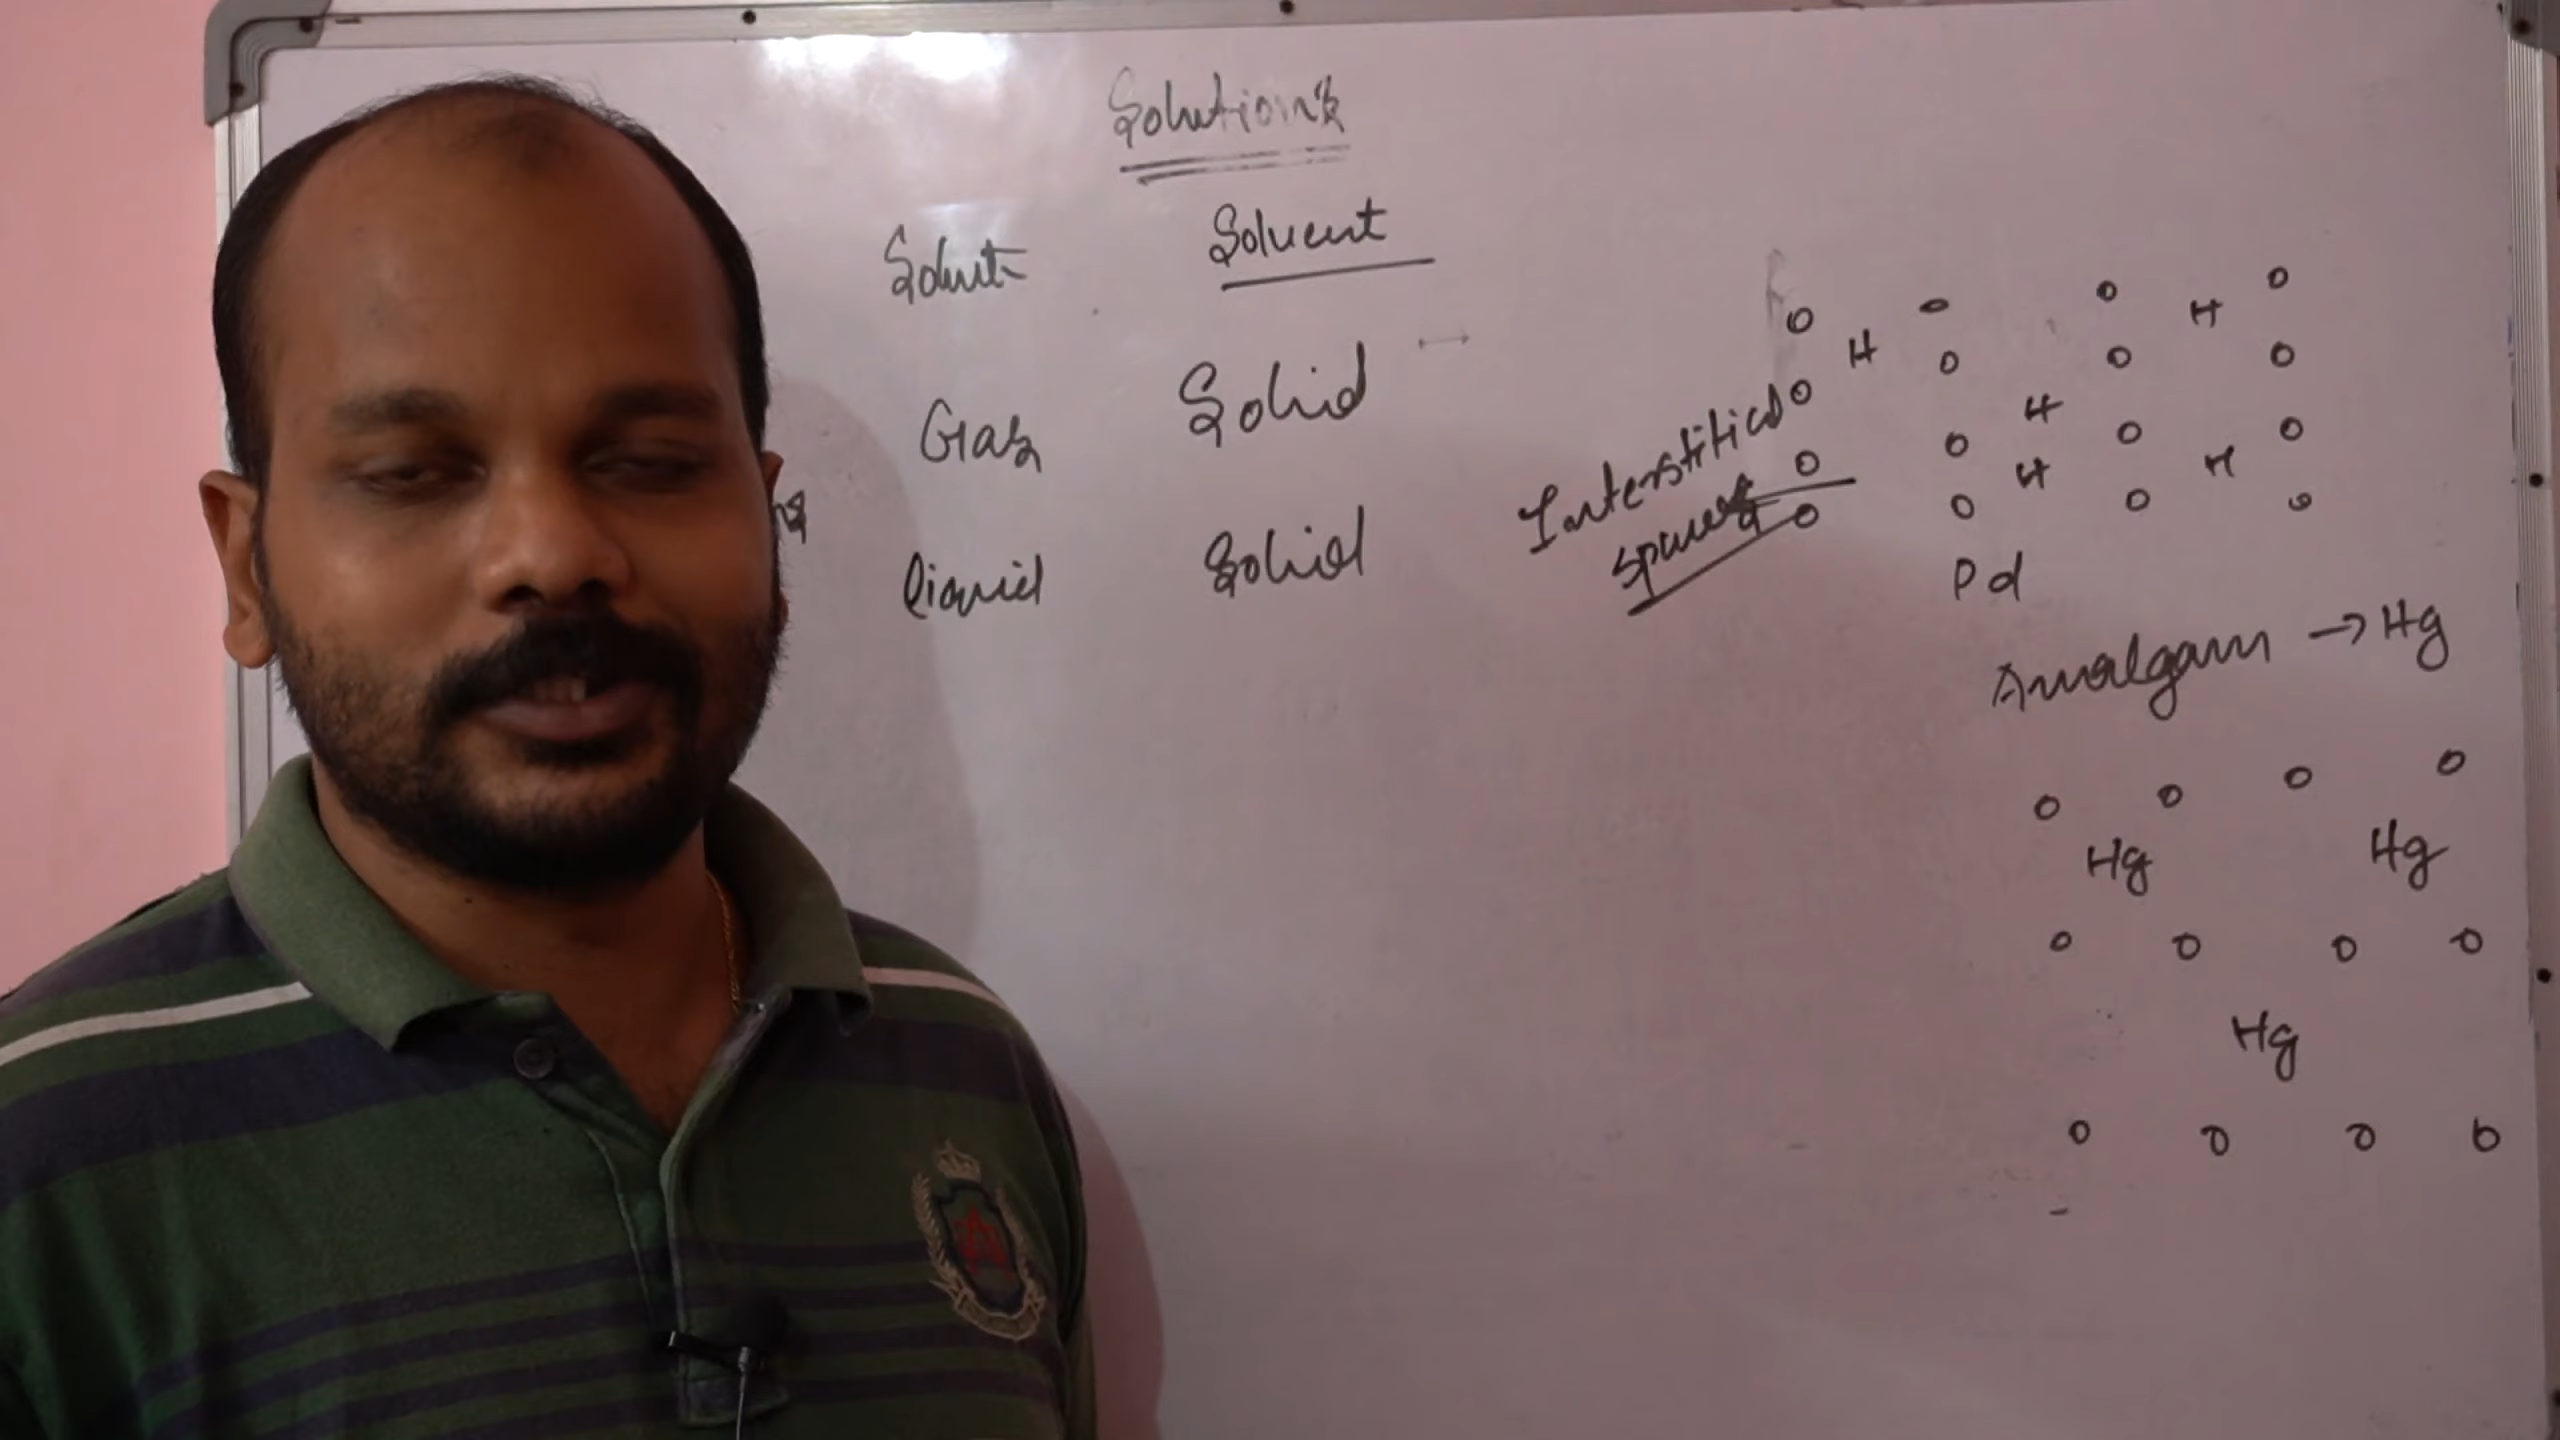 Solutions
Solute Solvent
Gas Solid
liquid Solid
Interstitial
spaces
H H
H
H H
Pd
Amalgam → Hg
Hg Hg
Hg